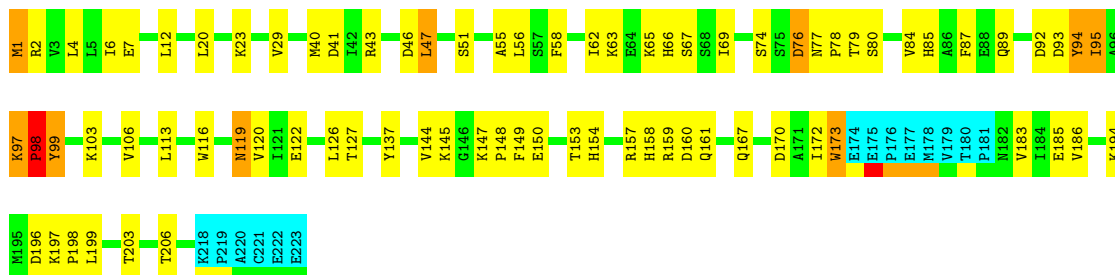 M1 R2 V3 L4 L5 I6 E7 L12 L20 K23 V29 M40 D41 I42 R43 D46 L47 S51 A55 L56 S57 F58 I62 K63 E64 K65 H66 S67 S68 I69 S74 S75 D76 N77 P78 T79 S80 V84 H85 A86 F87 E88 Q89 D92 D93 Y94 I95 A96
K97 P98 Y99 K103 V106 L113 W116 N119 V120 I121 E122 L126 T127 Y137 V144 K145 G146 K147 P148 F149 E150 T153 H154 R157 H158 R159 D160 Q161 Q167 D170 A171 I172 W173 E174 E175 P176 E177 M178 V179 T180 P181 N182 V183 I184 E185 V186 K194
M195 D196 K197 P198 L199 T203 T206 K218 P219 A220 C221 E222 E223